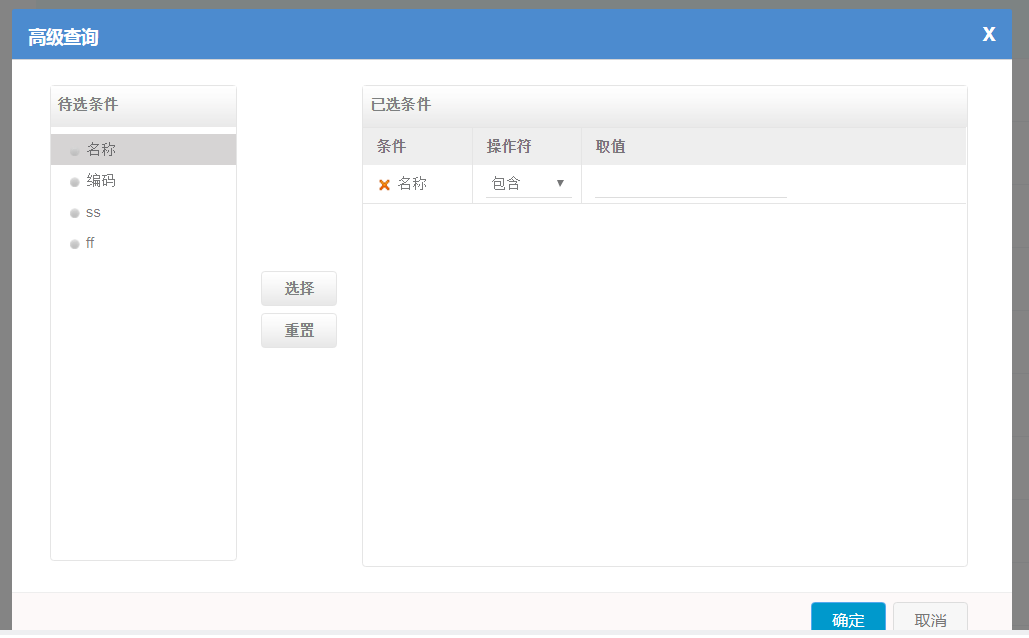 高级查询
X
待选条件
名称
编码
ss
ff
选择
重置
已选条件
条件 操作符 取值
名称 包含
确定 取消